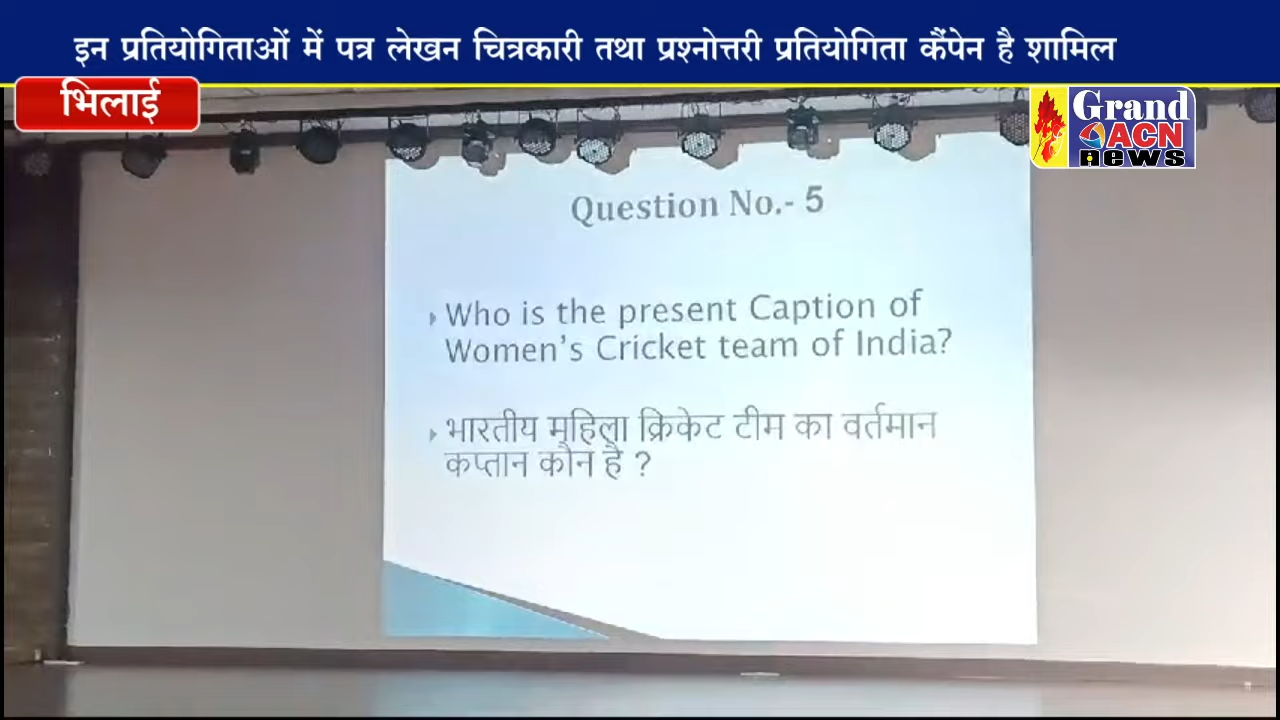 इन प्रतियोगिताओं में पत्र लेखन चित्रकारी तथा प्रश्नोत्तरी प्रतियोगिता कैंपेन है शामिल
भिलाई
Grand
ACN
news
Question No.- 5
Who is the present Caption of
Women's Cricket team of India?
भारतीय महिला क्रिकेट टीम का वर्तमान
कप्तान कौन है ?